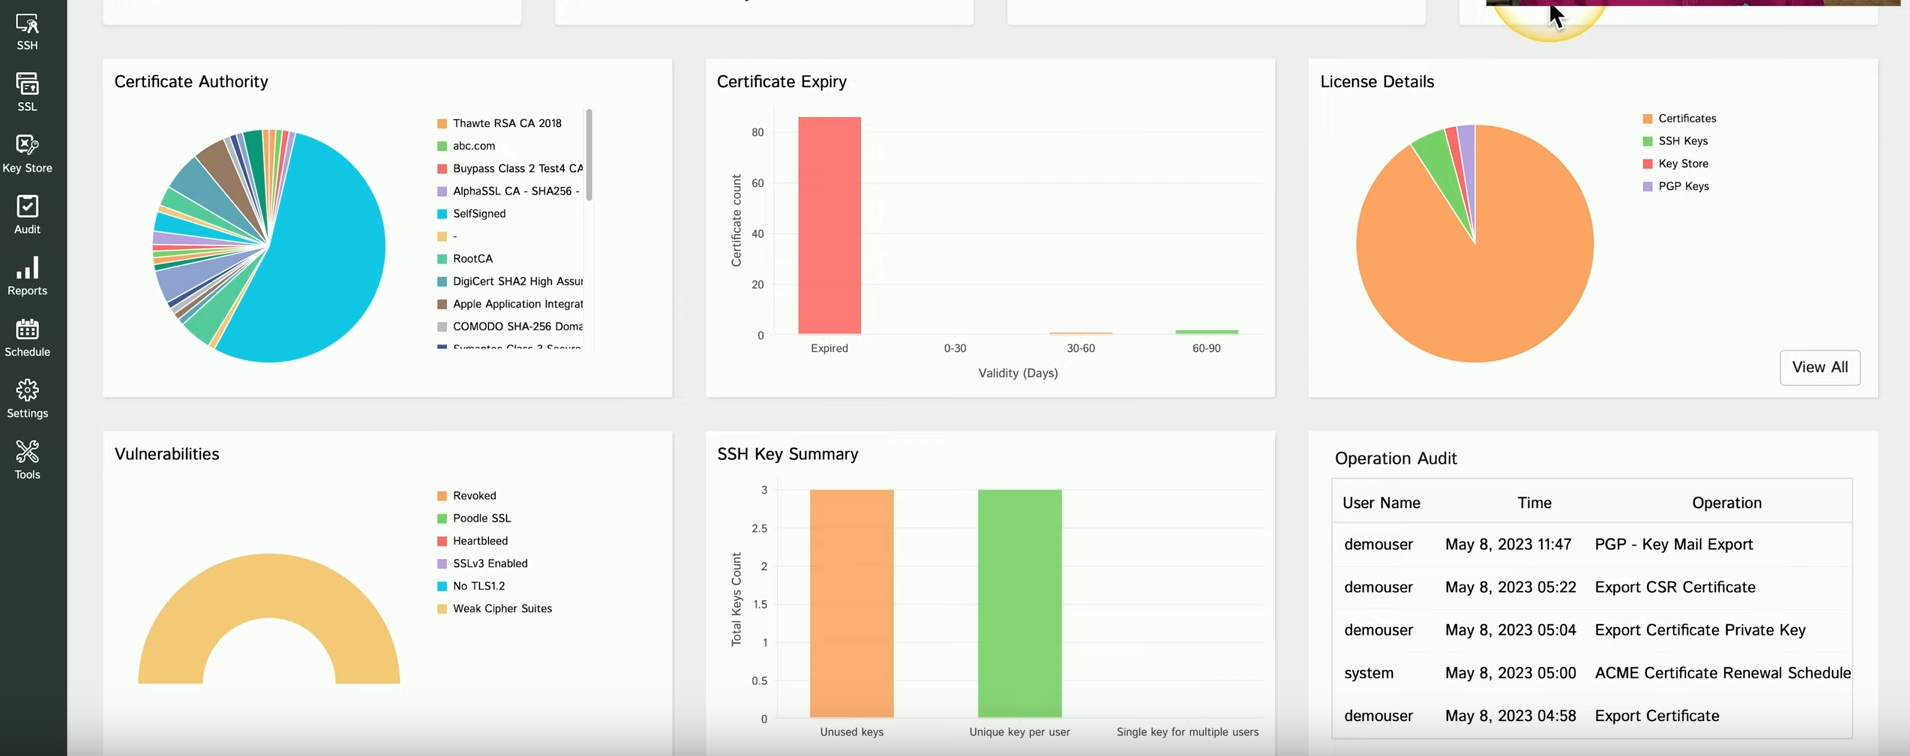 SSH
SSL
Key Store
Audit
Reports
Schedule
Settings
Tools
Certificate Authority
Thawte RSA CA 2018
abc.com
Buypass Class 2 Test4 CA
AlphaSSL CA - SHA256 -
SelfSigned
-
RootCA
DigiCert SHA2 High Assur
Apple Application Integrat
COMODO SHA-256 Doma
Symantec Class 3 Secure
Certificate Expiry
Certificate count
80
60
40
20
0
Expired
0-30
30-60
60-90
Validity (Days)
License Details
Certificates
SSH Keys
Key Store
PGP Keys
View All
Vulnerabilities
Revoked
Poodle SSL
Heartbleed
SSLv3 Enabled
No TLS1.2
Weak Cipher Suites
SSH Key Summary
Total Keys Count
3
2.5
2
1.5
1
0.5
0
Unused keys
Unique key per user
Single key for multiple users
Operation Audit
User Name Time Operation
demouser May 8, 2023 11:47 PGP - Key Mail Export
demouser May 8, 2023 05:22 Export CSR Certificate
demouser May 8, 2023 05:04 Export Certificate Private Key
system May 8, 2023 05:00 ACME Certificate Renewal Schedule
demouser May 8, 2023 04:58 Export Certificate